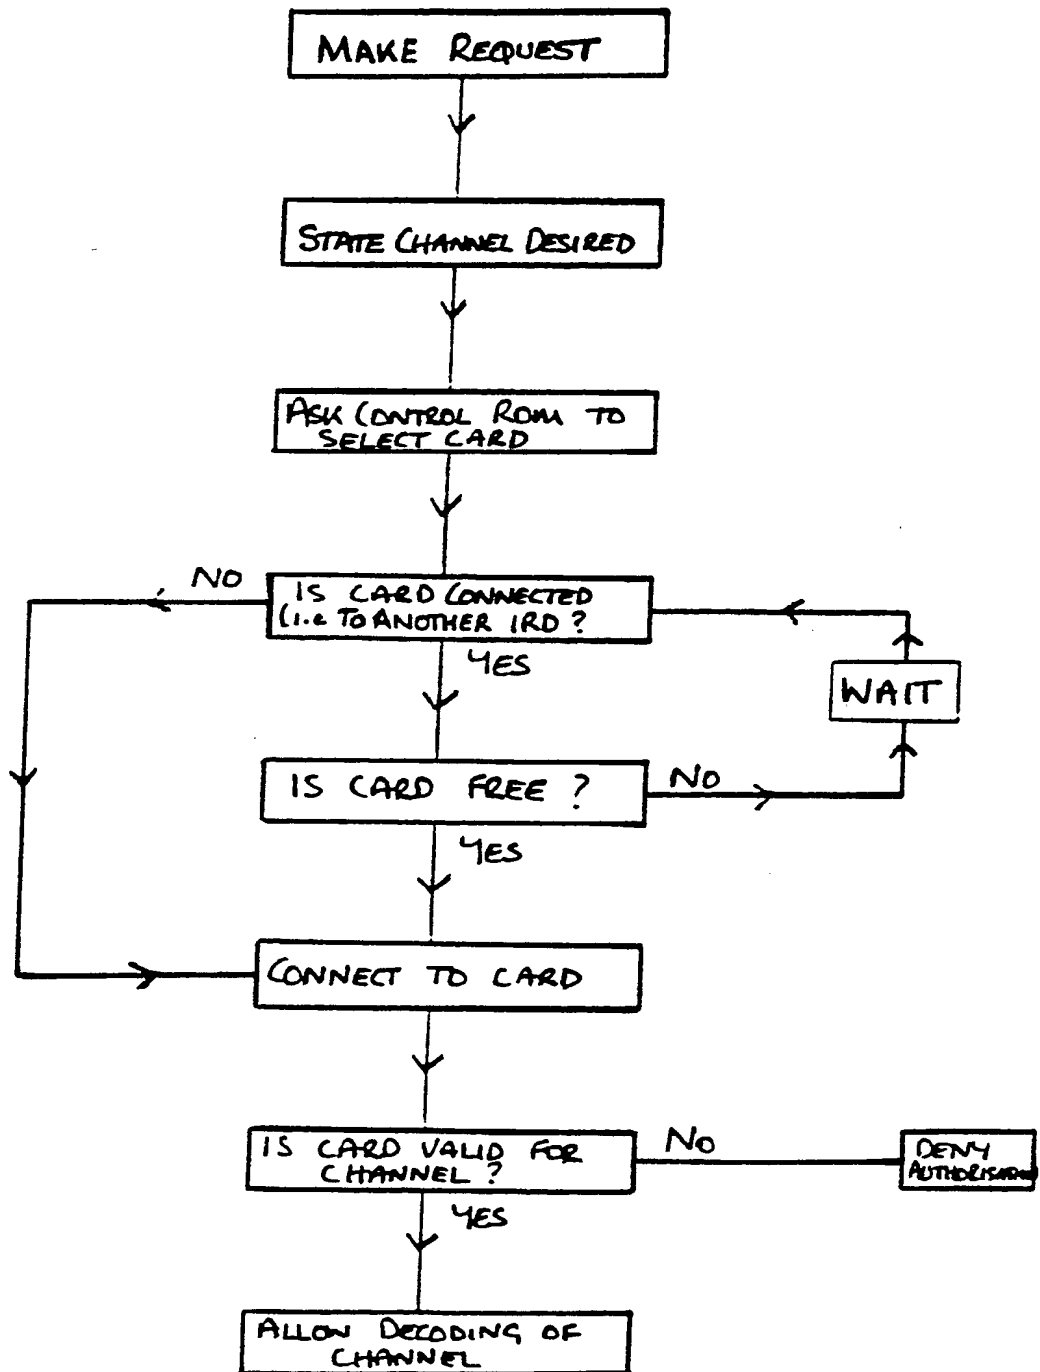 MAKE REQUEST
STATE CHANNEL DESIRED
ASK CONTROL ROM TO
SELECT CARD
NO
IS CARD CONNECTED
(i.e TO ANOTHER IRD?
YES
WAIT
IS CARD FREE?
NO
YES
CONNECT TO CARD
IS CARD VALID FOR
CHANNEL?
NO
DENY
AUTHORISATION
YES
ALLOW DECODING OF
CHANNEL